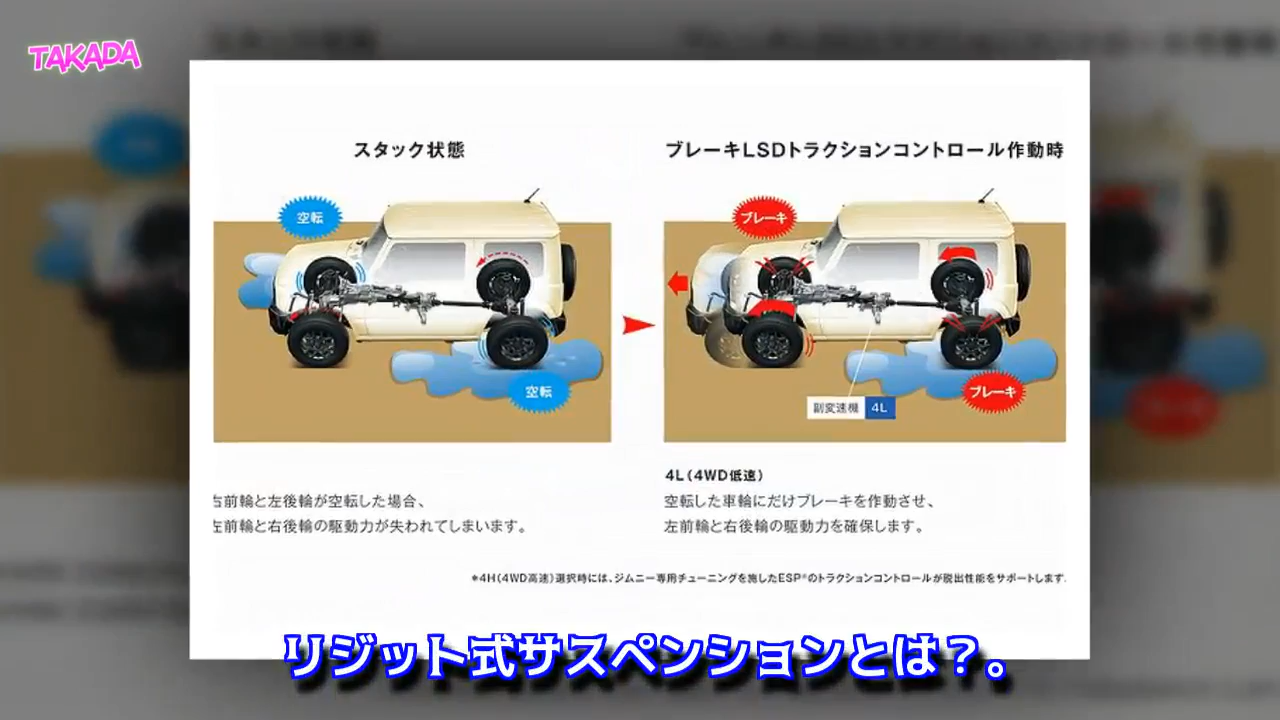 TAKADA
スタック状態
ブレーキLSDトラクションコントロール作動時
空転
ブレーキ
空転
ブレーキ
副変速機 4L
4L(4WD低速)
右前輪と左後輪が空転した場合、
左前輪と右後輪の駆動力が失われてしまいます。
空転した車輪にだけブレーキを作動させ、
左前輪と右後輪の駆動力を確保します。
*4H(4WD高速)選択時には、ジムニー専用チューニングを施したESP®のトラクションコントロールが脱出性能をサポートします。
リジット式サスペンションとは？。